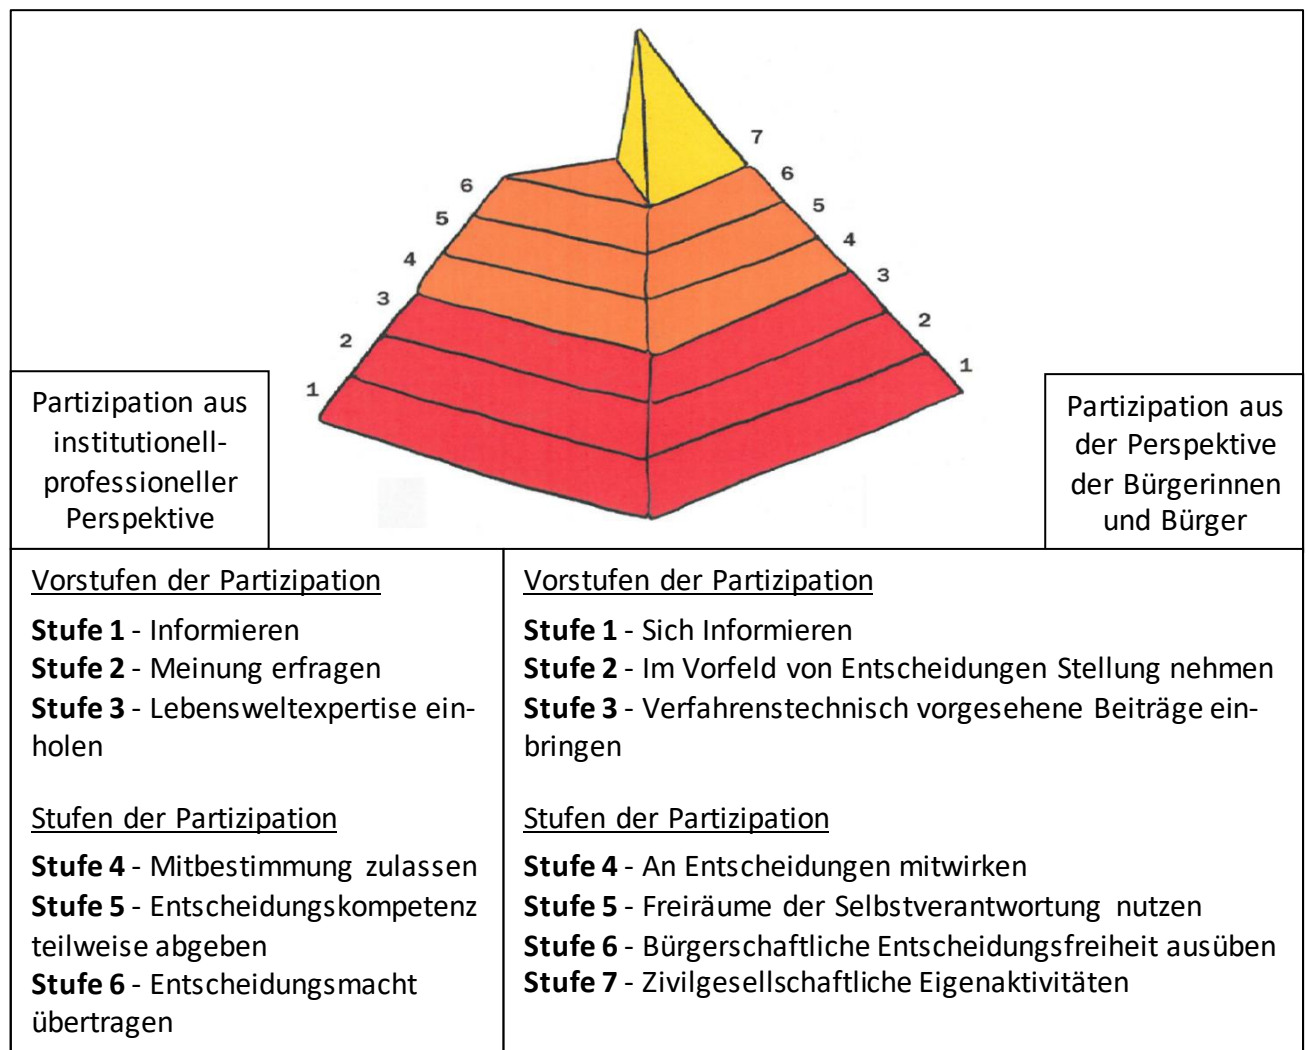 7
6
5
4
3
2
1
6
5
4
3
2
1
Partizipation aus
institutionell-
professioneller
Perspektive
Partizipation aus
der Perspektive
der Bürgerinnen
und Bürger
Vorstufen der Partizipation
Stufe 1 - Informieren
Stufe 2 - Meinung erfragen
Stufe 3 - Lebensweltexpertise ein-
holen
Stufen der Partizipation
Stufe 4 - Mitbestimmung zulassen
Stufe 5 - Entscheidungskompetenz
teilweise abgeben
Stufe 6 - Entscheidungsmacht
übertragen
Vorstufen der Partizipation
Stufe 1 - Sich Informieren
Stufe 2 - Im Vorfeld von Entscheidungen Stellung nehmen
Stufe 3 - Verfahrenstechnisch vorgesehene Beiträge ein-
bringen
Stufen der Partizipation
Stufe 4 - An Entscheidungen mitwirken
Stufe 5 - Freiräume der Selbstverantwortung nutzen
Stufe 6 - Bürgerschaftliche Entscheidungsfreiheit ausüben
Stufe 7 - Zivilgesellschaftliche Eigenaktivitäten